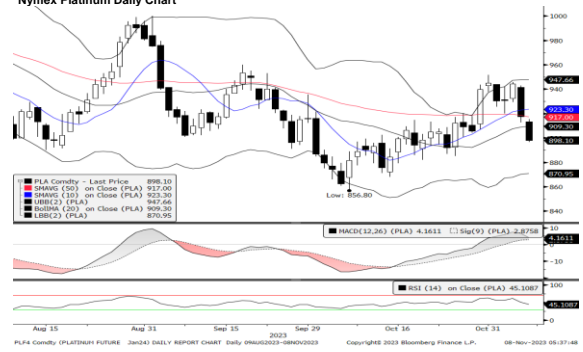 Nymex Platinum Daily Chart
1000
980
960
947.66
940
923.30
917.00
909.30
898.10
880
870.95
860
840
PLA Comdty - Last Price 898.10
SMAVG (50) on Close (PLA) 917.00
SMAVG (10) on Close (PLA) 923.30
UBB(2) (PLA) 947.66
BollMA (20) (PLA) 909.30
LBB(2) (PLA) 870.95
Low: 856.80
MACD(12,26) (PLA) 4.1611 Sig(9) (PLA) 2.8758
10
4.1611
-10
RSI (14) on Close (PLA) 45.1087
100
45.1087
0
Aug 15 Aug 31 Sep 15 Sep 29 Oct 16 Oct 31
2023
PLF4 Comdty (PLATINUM FUTURE Jan24) DAILY REPORT CHART Daily 09AUG2023-08NOV2023 Copyright© 2023 Bloomberg Finance L.P. 08-Nov-2023 05:37:48